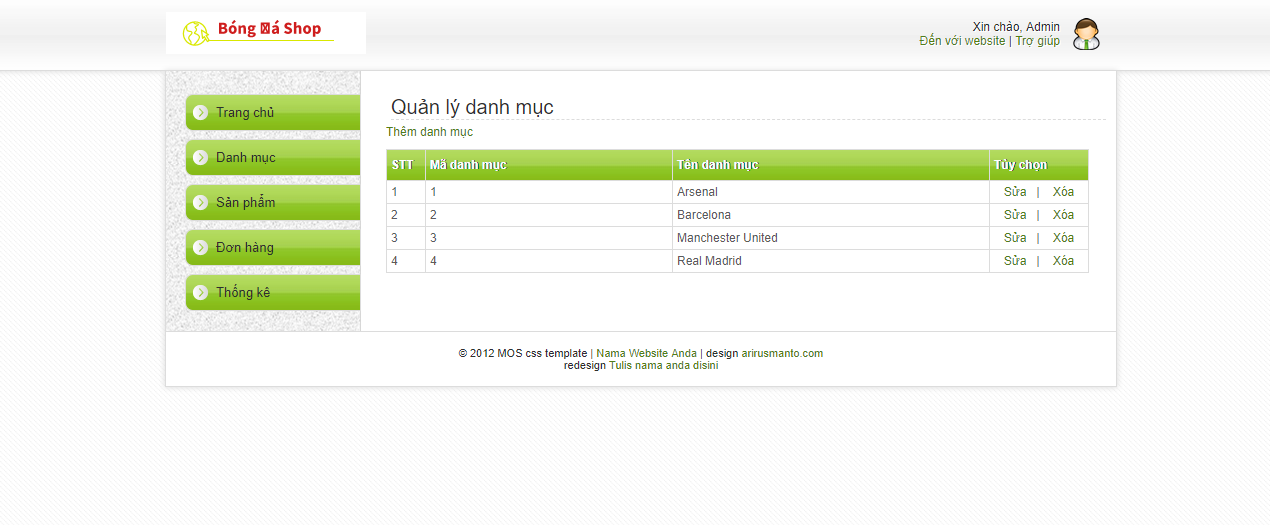 Bóng á Shop
Xin chào, Admin
Đến với website | Trợ giúp
Trang chủ
Danh mục
Sản phẩm
Đơn hàng
Thống kê
Quản lý danh mục
Thêm danh mục
STT Mã danh mục Tên danh mục Tùy chọn
1 1 Arsenal Sửa | Xóa
2 2 Barcelona Sửa | Xóa
3 3 Manchester United Sửa | Xóa
4 4 Real Madrid Sửa | Xóa
© 2012 MOS css template | Nama Website Anda | design arirusmanto.com
redesign Tulis nama anda disini